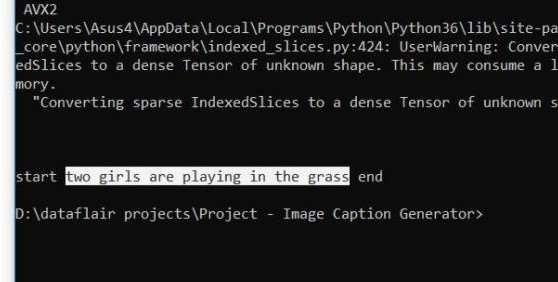 AVX2
C:\Users\Asus4\AppData\Local\Programs\Python\Python36\lib\site-pa
_core\python\framework\indexed_slices.py:424: UserWarning: Conver
edSlices to a dense Tensor of unknown shape. This may consume a l
mory.
"Converting sparse IndexedSlices to a dense Tensor of unknown s
start two girls are playing in the grass end
D:\dataflair projects\Project - Image Caption Generator>